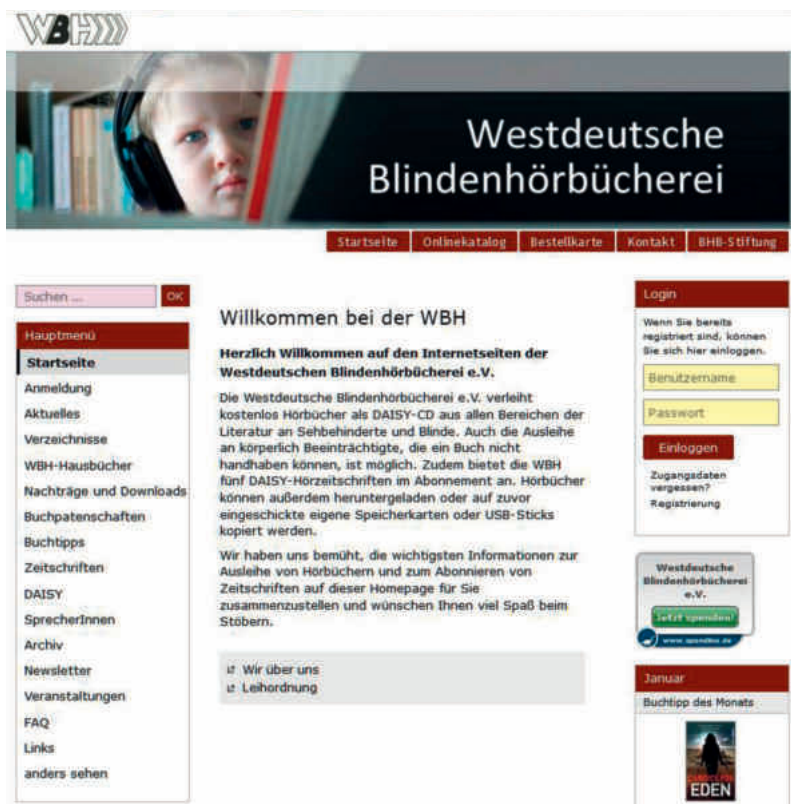 WBH
Westdeutsche
Blindenhörbücherei
Startseite
Onlinekatalog
Bestellkarte
Kontakt
BHB-Stiftung
Suchen ...
OK
Hauptmenü
Startseite
Anmeldung
Aktuelles
Verzeichnisse
WBH-Hausbücher
Nachträge und Downloads
Buchpatenschaften
Buchtipps
Zeitschriften
DAISY
SprecherInnen
Archiv
Newsletter
Veranstaltungen
FAQ
Links
anders sehen
Willkommen bei der WBH
Herzlich Willkommen auf den Internetseiten der
Westdeutschen Blindenhörbücherei e.V.
Die Westdeutsche Blindenhörbücherei e.V. verleiht
kostenlos Hörbücher als DAISY-CD aus allen Bereichen der
Literatur an Sehbehinderte und Blinde. Auch die Ausleihe
an körperlich Beeinträchtigte, die ein Buch nicht
handhaben können, ist möglich. Zudem bietet die WBH
fünf DAISY-Hörzeitschriften im Abonnement an. Hörbücher
können außerdem heruntergeladen oder auf zuvor
eingeschickte eigene Speicherkarten oder USB-Sticks
kopiert werden.
Wir haben uns bemüht, die wichtigsten Informationen zur
Ausleihe von Hörbüchern und zum Abonnieren von
Zeitschriften auf dieser Homepage für Sie
zusammenzustellen und wünschen Ihnen viel Spaß beim
Stöbern.
Wir über uns
Leihordnung
Login
Wenn Sie bereits
registriert sind, können
Sie sich hier einloggen.
Benutzername
Passwort
Einloggen
Zugangsdaten
vergessen?
Registrierung
Westdeutsche
Blindenhörbücherei
e.V.
Jetzt spenden!
Januar
Buchtipp des Monats
EDEN